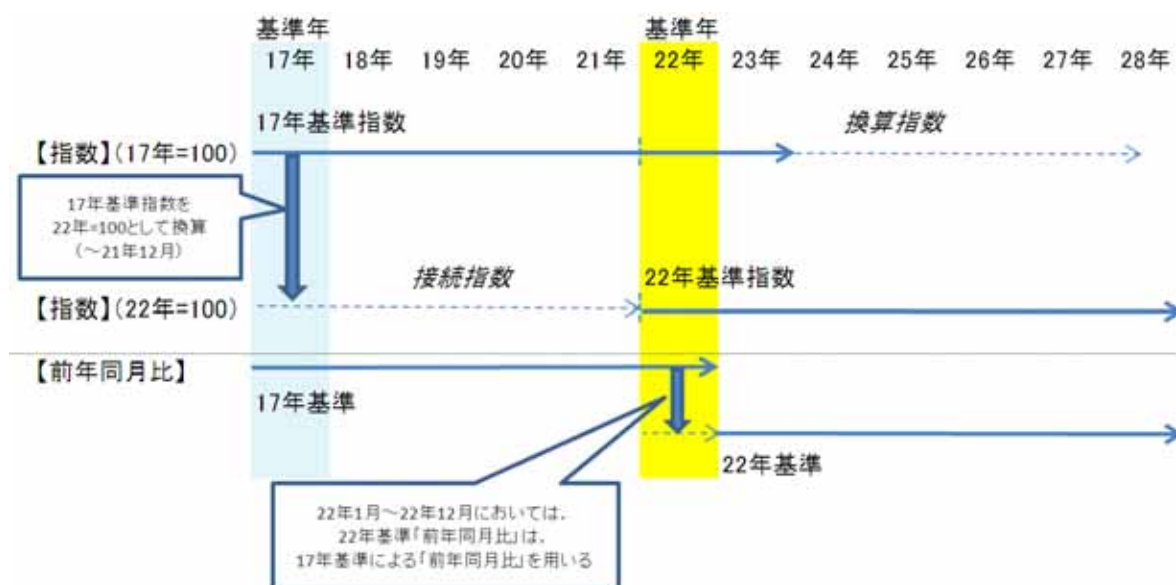 基準年 基準年
17年 18年 19年 20年 21年 22年 23年 24年 25年 26年 27年 28年
17年基準指数 換算指数
【指数】(17年=100)
17年基準指数を
22年=100として換算
(～21年12月)
接続指数 22年基準指数
【指数】(22年=100)
【前年同月比】
17年基準
22年基準
22年1月～22年12月においては,
22年基準「前年同月比」は,
17年基準による「前年同月比」を用いる